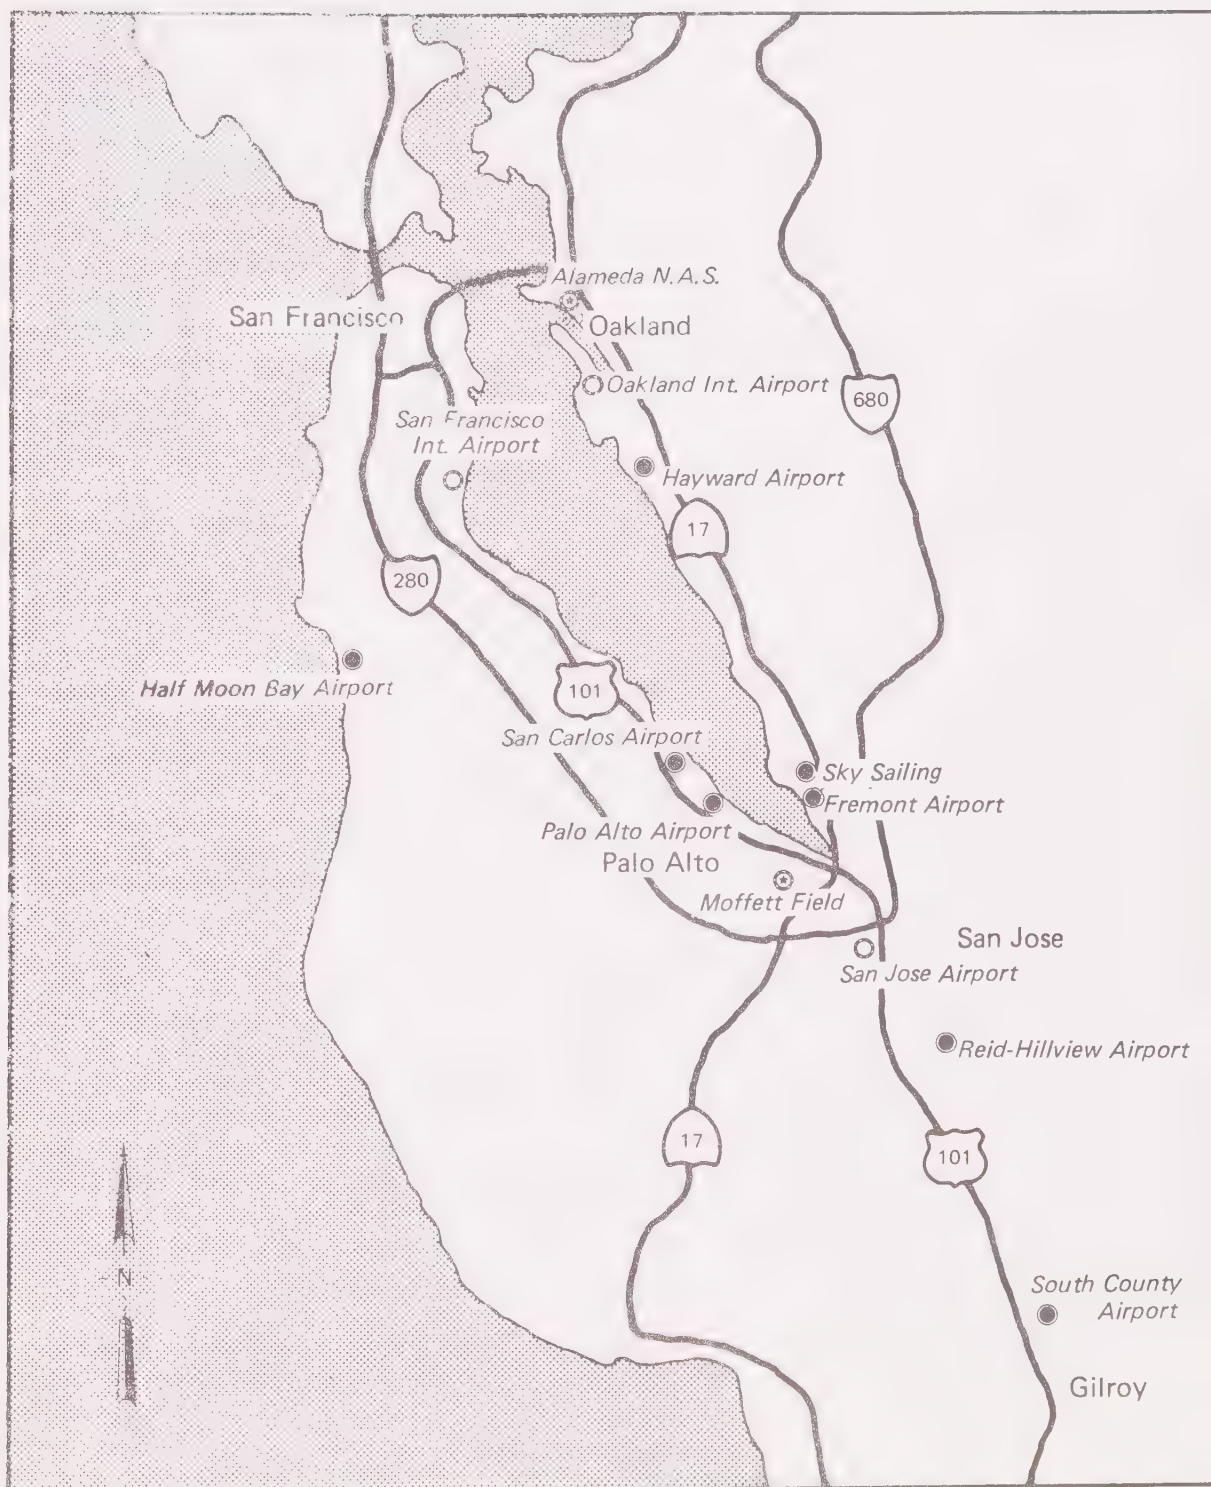 Alameda N.A.S.
San Francisco
Oakland
Oakland Int. Airport
680
San Francisco
Int. Airport
Hayward Airport
17
280
Half Moon Bay Airport
101
San Carlos Airport
Sky Sailing
Fremont Airport
Palo Alto Airport
Palo Alto
Moffett Field
San Jose
San Jose Airport
Reid-Hillview Airport
17
101
N
South County
Airport
Gilroy